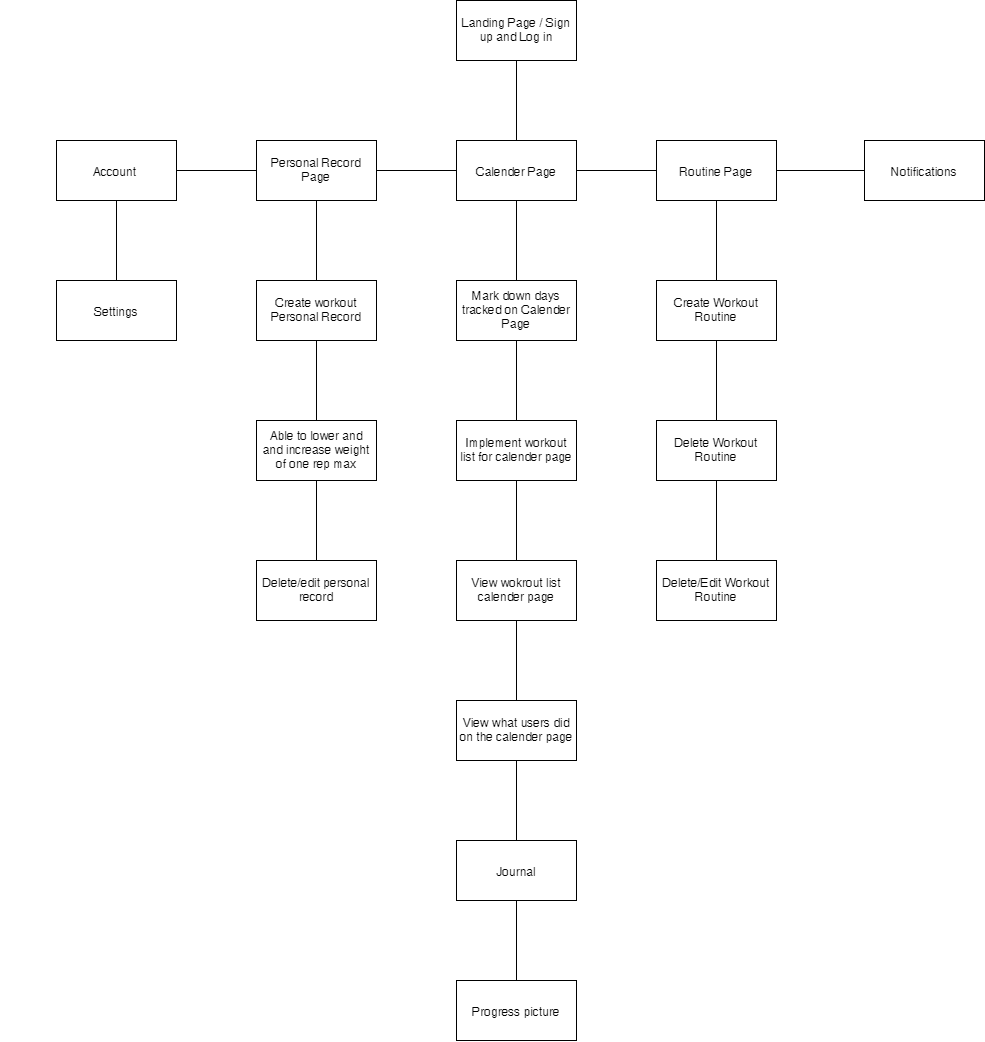 Landing Page / Sign
up and Log in
Account
Personal Record
Page
Calender Page
Routine Page
Notifications
Settings
Create workout
Personal Record
Mark down days
tracked on Calender
Page
Create Workout
Routine
Able to lower and
and increase weight
of one rep max
Implement workout
list for calender page
Delete Workout
Routine
Delete/edit personal
record
View wokrout list
calender page
Delete/Edit Workout
Routine
View what users did
on the calender page
Journal
Progress picture